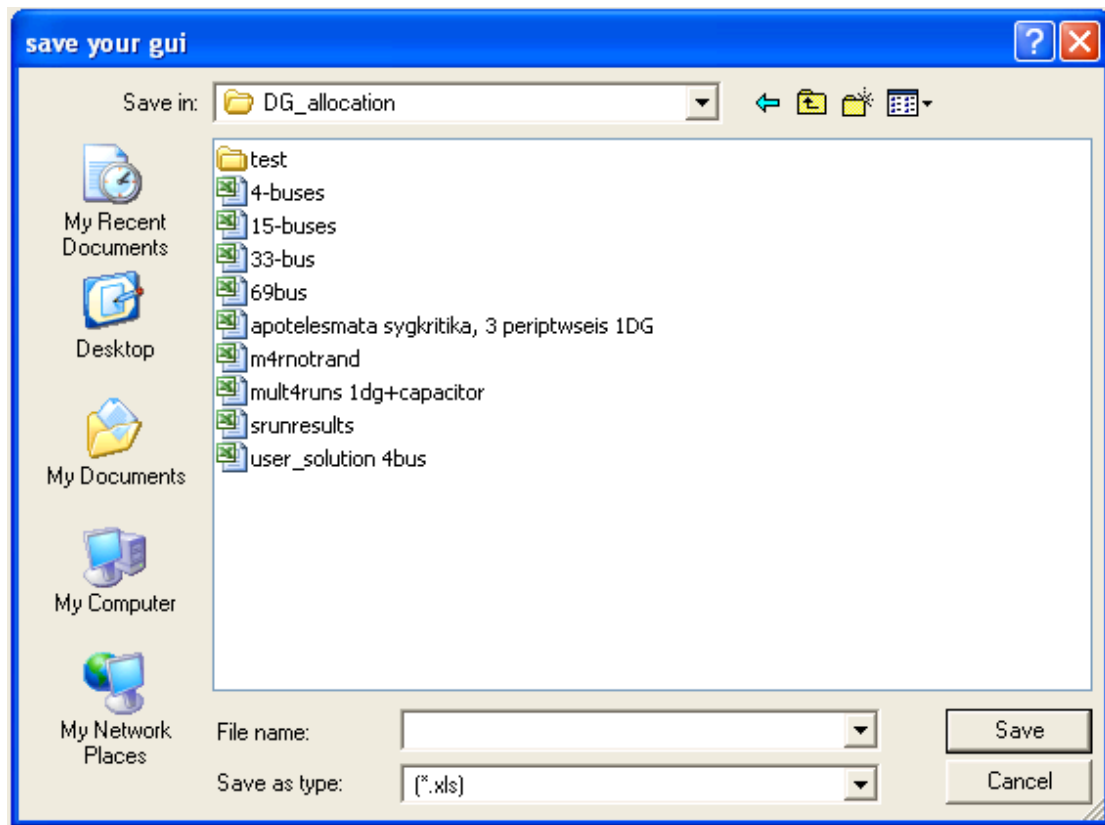 save your gui
Save in:
DG_allocation
My Recent
Documents
Desktop
My Documents
My Computer
My Network
Places
test
4-buses
15-buses
33-bus
69bus
apotelesmata sygkritika, 3 periptwseis 1DG
m4rnotrand
mult4runs 1dg+capacitor
srunresults
user_solution 4bus
File name:
Save
Save as type:
(*.xls)
Cancel